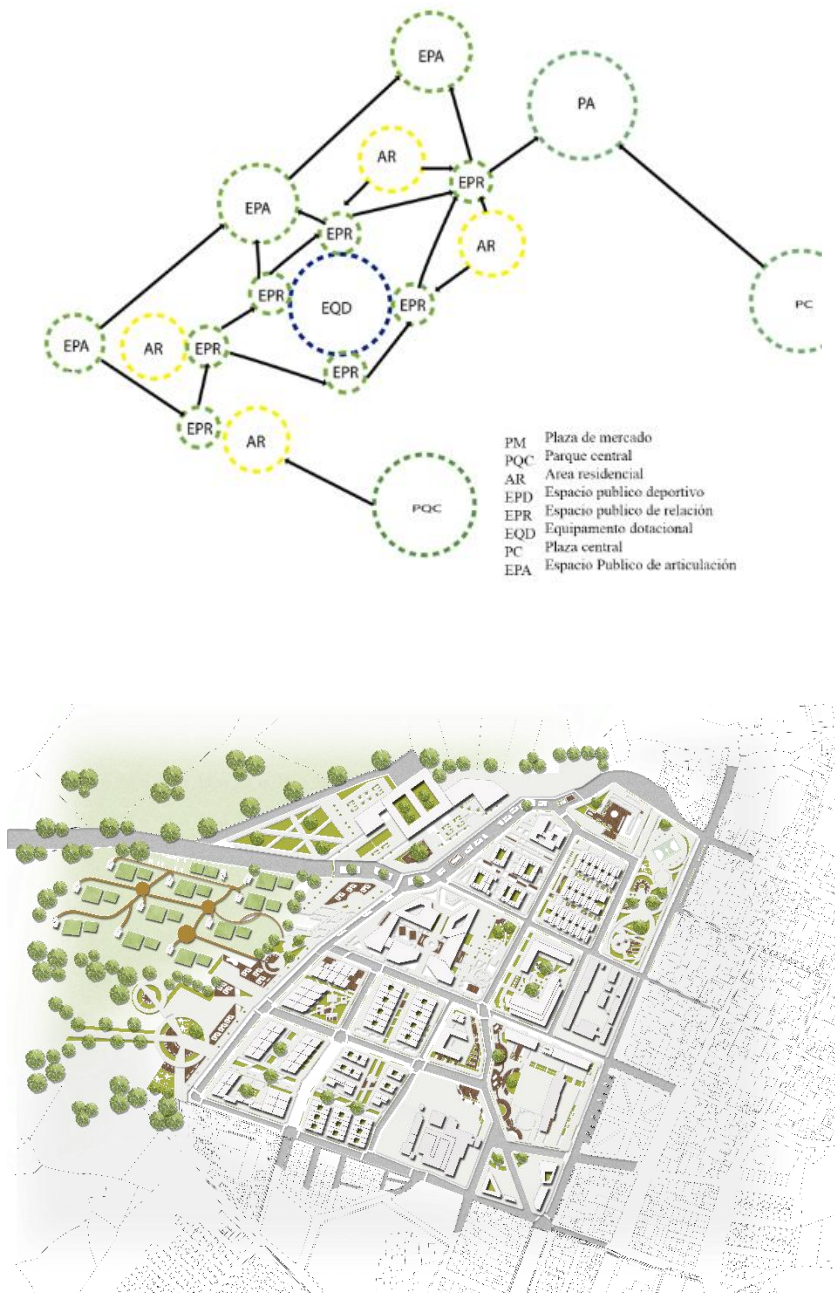 EPA
PA
AR
EPR
EPA
EPR
AR
EPR
EQD
EPR
PC
EPA
AR
EPR
EPR
EPR
AR
PQC
PM Plaza de mercado
PQC Parque central
AR Area residencial
EPD Espacio publico deportivo
EPR Espacio publico de relación
EQD Equipamento dotacional
PC Plaza central
EPA Espacio Publico de articulación